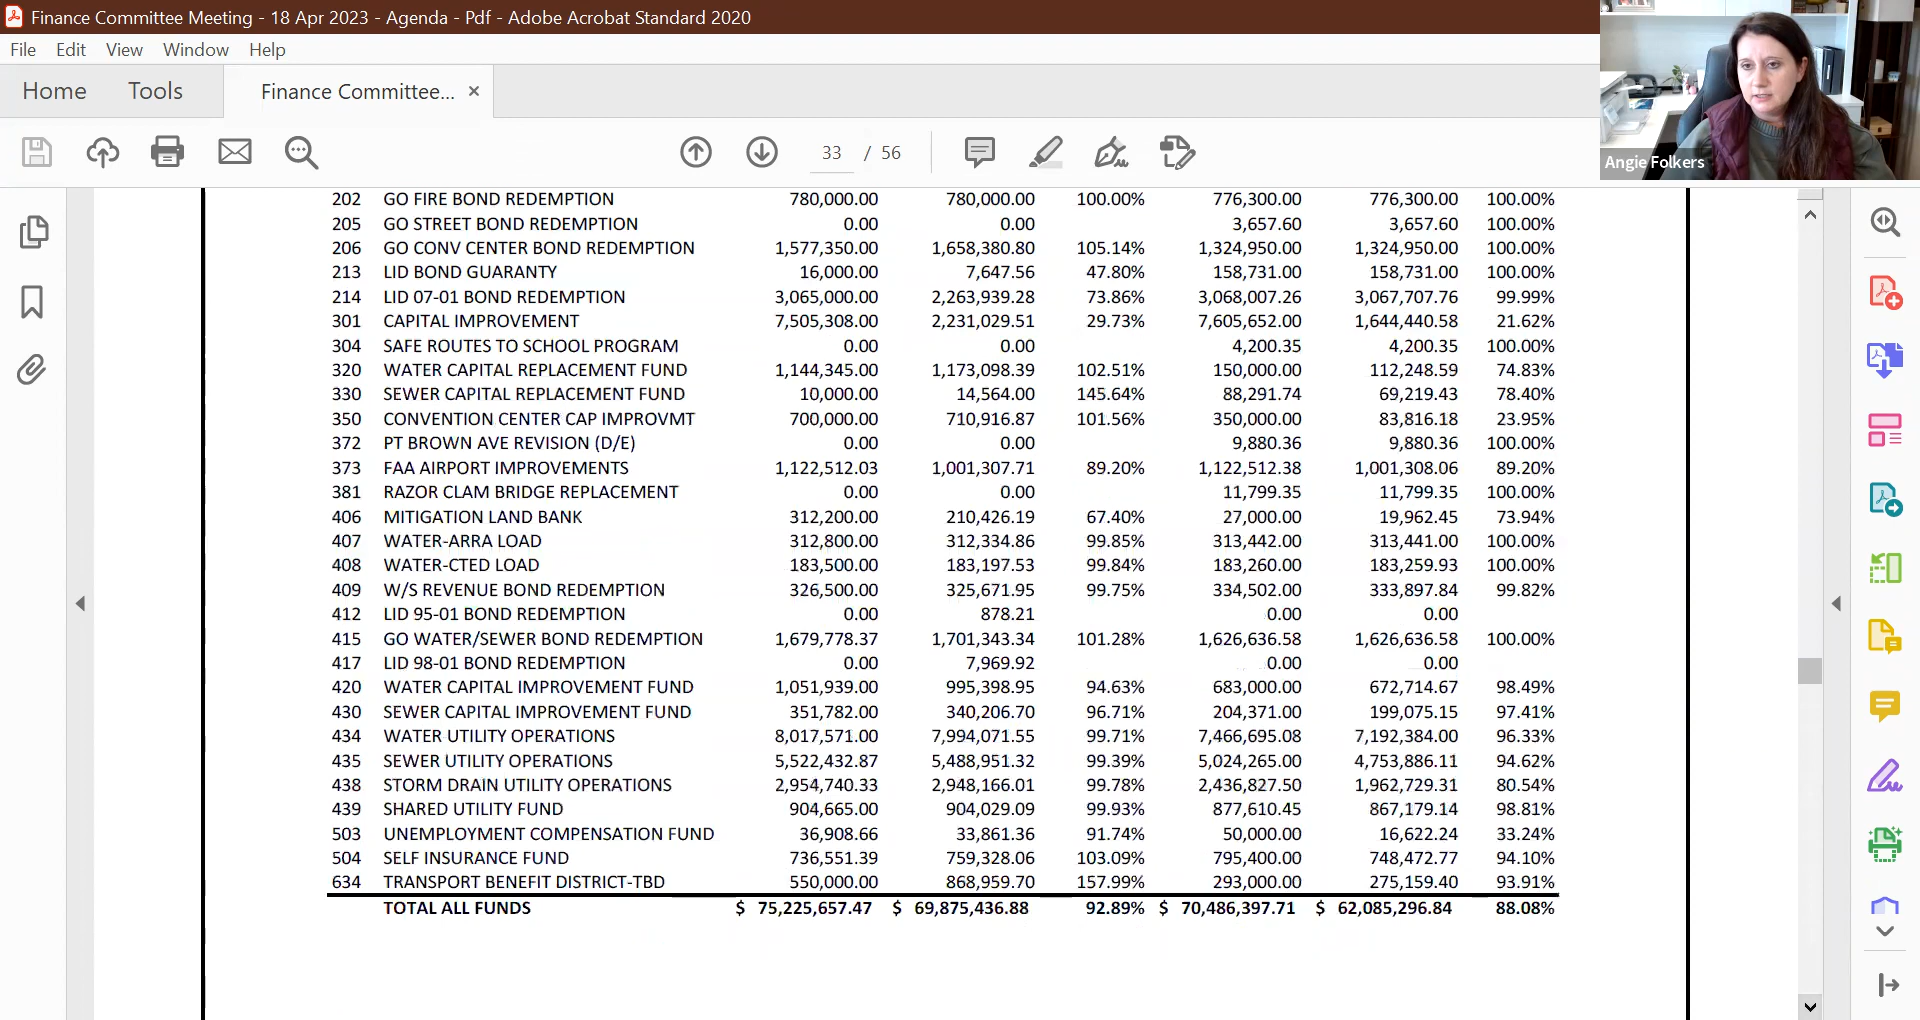 Finance Committee Meeting - 18 Apr 2023 - Agenda - Pdf - Adobe Acrobat Standard 2020
File Edit View Window Help
Home Tools Finance Committee... ×
33 / 56
Angie Folkers
202 GO FIRE BOND REDEMPTION 780,000.00 780,000.00 100.00% 776,300.00 776,300.00 100.00%
205 GO STREET BOND REDEMPTION 0.00 0.00 3,657.60 3,657.60 100.00%
206 GO CONV CENTER BOND REDEMPTION 1,577,350.00 1,658,380.80 105.14% 1,324,950.00 1,324,950.00 100.00%
213 LID BOND GUARANTY 16,000.00 7,647.56 47.80% 158,731.00 158,731.00 100.00%
214 LID 07-01 BOND REDEMPTION 3,065,000.00 2,263,939.28 73.86% 3,068,007.26 3,067,707.76 99.99%
301 CAPITAL IMPROVEMENT 7,505,308.00 2,231,029.51 29.73% 7,605,652.00 1,644,440.58 21.62%
304 SAFE ROUTES TO SCHOOL PROGRAM 0.00 0.00 4,200.35 4,200.35 100.00%
320 WATER CAPITAL REPLACEMENT FUND 1,144,345.00 1,173,098.39 102.51% 150,000.00 112,248.59 74.83%
330 SEWER CAPITAL REPLACEMENT FUND 10,000.00 14,564.00 145.64% 88,291.74 69,219.43 78.40%
350 CONVENTION CENTER CAP IMPROVMT 700,000.00 710,916.87 101.56% 350,000.00 83,816.18 23.95%
372 PT BROWN AVE REVISION (D/E) 0.00 0.00 9,880.36 9,880.36 100.00%
373 FAA AIRPORT IMPROVEMENTS 1,122,512.03 1,001,307.71 89.20% 1,122,512.38 1,001,308.06 89.20%
381 RAZOR CLAM BRIDGE REPLACEMENT 0.00 0.00 11,799.35 11,799.35 100.00%
406 MITIGATION LAND BANK 312,200.00 210,426.19 67.40% 27,000.00 19,962.45 73.94%
407 WATER-ARRA LOAD 312,800.00 312,334.86 99.85% 313,442.00 313,441.00 100.00%
408 WATER-CTED LOAD 183,500.00 183,197.53 99.84% 183,260.00 183,259.93 100.00%
409 W/S REVENUE BOND REDEMPTION 326,500.00 325,671.95 99.75% 334,502.00 333,897.84 99.82%
412 LID 95-01 BOND REDEMPTION 0.00 878.21 0.00 0.00
415 GO WATER/SEWER BOND REDEMPTION 1,679,778.37 1,701,343.34 101.28% 1,626,636.58 1,626,636.58 100.00%
417 LID 98-01 BOND REDEMPTION 0.00 7,969.92 0.00 0.00
420 WATER CAPITAL IMPROVEMENT FUND 1,051,939.00 995,398.95 94.63% 683,000.00 672,714.67 98.49%
430 SEWER CAPITAL IMPROVEMENT FUND 351,782.00 340,206.70 96.71% 204,371.00 199,075.15 97.41%
434 WATER UTILITY OPERATIONS 8,017,571.00 7,994,071.55 99.71% 7,466,695.08 7,192,384.00 96.33%
435 SEWER UTILITY OPERATIONS 5,522,432.87 5,488,951.32 99.39% 5,024,265.00 4,753,886.11 94.62%
438 STORM DRAIN UTILITY OPERATIONS 2,954,740.33 2,948,166.01 99.78% 2,436,827.50 1,962,729.31 80.54%
439 SHARED UTILITY FUND 904,665.00 904,029.09 99.93% 877,610.45 867,179.14 98.81%
503 UNEMPLOYMENT COMPENSATION FUND 36,908.66 33,861.36 91.74% 50,000.00 16,622.24 33.24%
504 SELF INSURANCE FUND 736,551.39 759,328.06 103.09% 795,400.00 748,472.77 94.10%
634 TRANSPORT BENEFIT DISTRICT-TBD 550,000.00 868,959.70 157.99% 293,000.00 275,159.40 93.91%
TOTAL ALL FUNDS $ 75,225,657.47 $ 69,875,436.88 92.89% $ 70,486,397.71 $ 62,085,296.84 88.08%